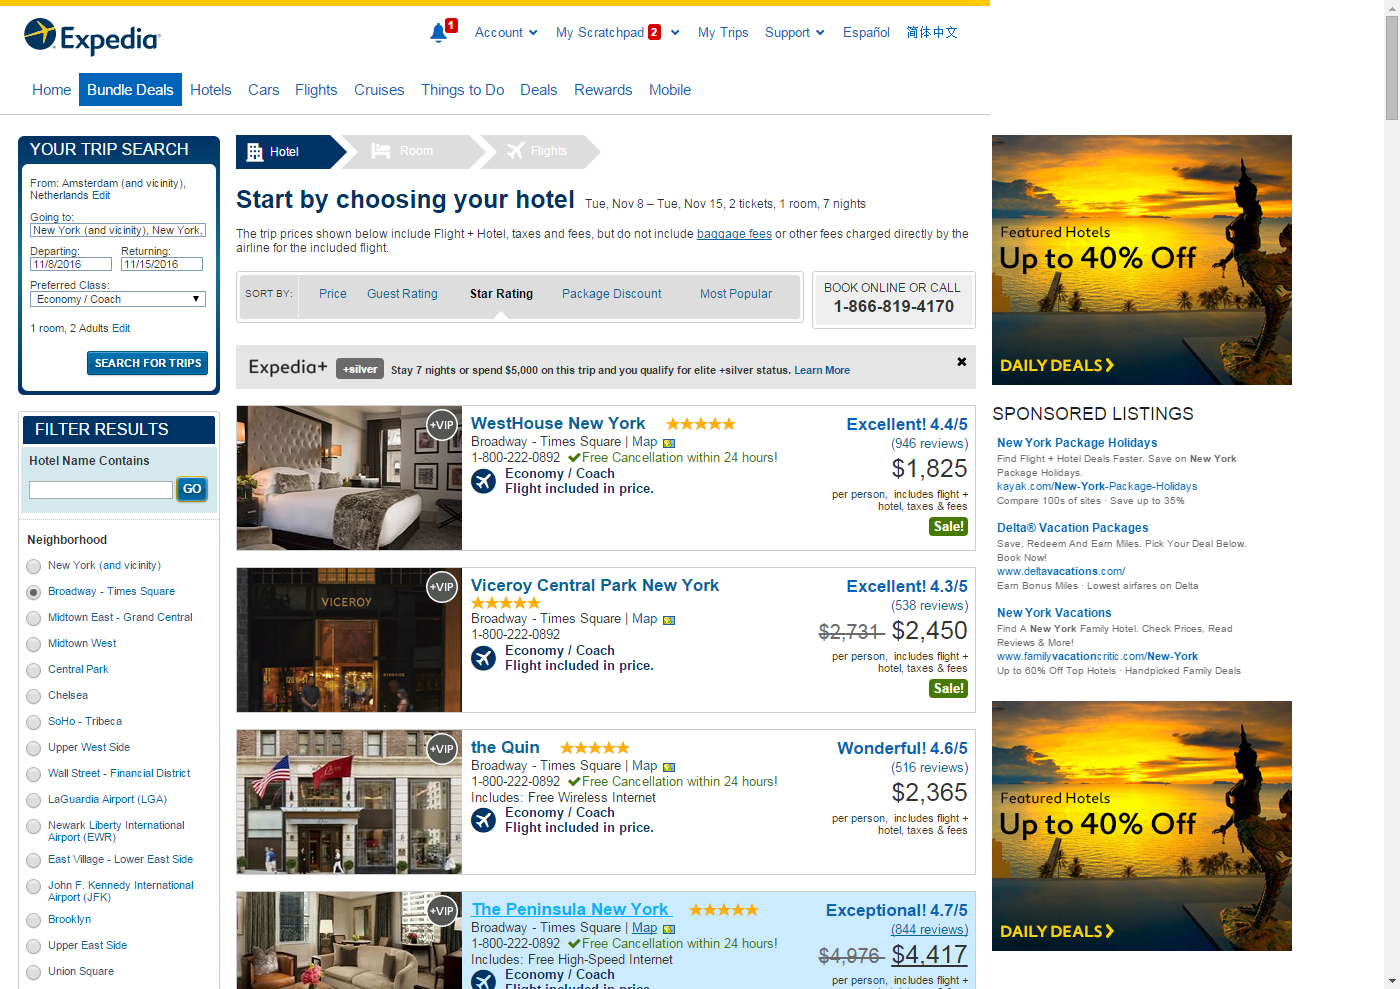 Expedia
1
Account
My Scratchpad 2
My Trips
Support
Español
简体中文
Home
Bundle Deals
Hotels
Cars
Flights
Cruises
Things to Do
Deals
Rewards
Mobile
YOUR TRIP SEARCH
From: Amsterdam (and vicinity),
Netherlands Edit
Going to:
New York (and vicinity), New York,
Departing:
Returning:
11/8/2016
11/15/2016
Preferred Class:
Economy / Coach
1 room, 2 Adults Edit
SEARCH FOR TRIPS
FILTER RESULTS
Hotel Name Contains
GO
Neighborhood
New York (and vicinity)
Broadway - Times Square
Midtown East - Grand Central
Midtown West
Central Park
Chelsea
SoHo - Tribeca
Upper West Side
Wall Street - Financial District
LaGuardia Airport (LGA)
Newark Liberty International
Airport (EWR)
East Village - Lower East Side
John F. Kennedy International
Airport (JFK)
Brooklyn
Upper East Side
Union Square
Hotel
Room
Flights
Start by choosing your hotel Tue, Nov 8 – Tue, Nov 15, 2 tickets, 1 room, 7 nights
The trip prices shown below include Flight + Hotel, taxes and fees, but do not include baggage fees or other fees charged directly by the
airline for the included flight.
SORT BY:
Price
Guest Rating
Star Rating
Package Discount
Most Popular
BOOK ONLINE OR CALL
1-866-819-4170
Expedia+ +silver Stay 7 nights or spend $5,000 on this trip and you qualify for elite +silver status. Learn More
+VIP
WestHouse New York
Broadway - Times Square | Map
1-800-222-0892 Free Cancellation within 24 hours!
Economy / Coach
Flight included in price.
Excellent! 4.4/5
(946 reviews)
$1,825
per person, includes flight +
hotel, taxes & fees
Sale!
VICEROY
+VIP
Viceroy Central Park New York
Broadway - Times Square | Map
1-800-222-0892
Economy / Coach
Flight included in price.
Excellent! 4.3/5
(538 reviews)
$2,731 $2,450
per person, includes flight +
hotel, taxes & fees
Sale!
+VIP
the Quin
Broadway - Times Square | Map
1-800-222-0892 Free Cancellation within 24 hours!
Includes: Free Wireless Internet
Economy / Coach
Flight included in price.
Wonderful! 4.6/5
(516 reviews)
$2,365
per person, includes flight +
hotel, taxes & fees
+VIP
The Peninsula New York
Broadway - Times Square | Map
1-800-222-0892 Free Cancellation within 24 hours!
Includes: Free High-Speed Internet
Economy / Coach
Flight included in price.
Exceptional! 4.7/5
(844 reviews)
$4,976 $4,417
per person, includes flight +
Featured Hotels
Up to 40% Off
DAILY DEALS
SPONSORED LISTINGS
New York Package Holidays
Find Flight + Hotel Deals Faster. Save on New York
Package Holidays.
kayak.com/New-York-Package-Holidays
Compare 100s of sites · Save up to 35%
Delta® Vacation Packages
Save, Redeem And Earn Miles. Pick Your Deal Below.
Book Now!
www.deltavacations.com/
Earn Bonus Miles · Lowest airfares on Delta
New York Vacations
Find A New York Family Hotel. Check Prices, Read
Reviews & More!
www.familyvacationcritic.com/New-York
Up to 60% Off Top Hotels · Handpicked Family Deals
Featured Hotels
Up to 40% Off
DAILY DEALS